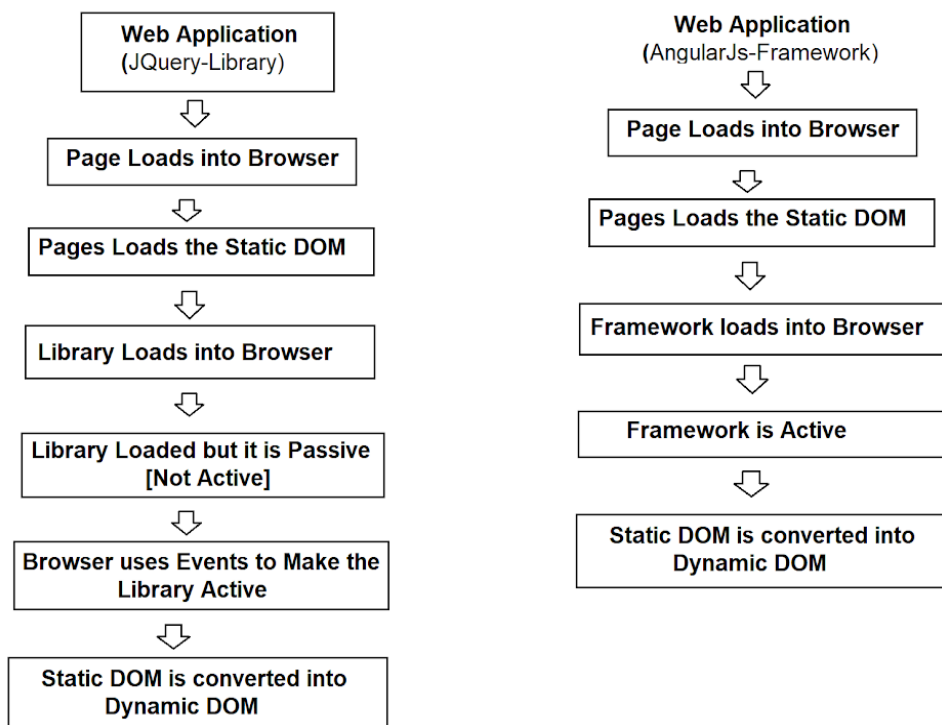 Web Application
(JQuery-Library)
Page Loads into Browser
Pages Loads the Static DOM
Library Loads into Browser
Library Loaded but it is Passive
[Not Active]
Browser uses Events to Make the
Library Active
Static DOM is converted into
Dynamic DOM
Web Application
(AngularJs-Framework)
Page Loads into Browser
Pages Loads the Static DOM
Framework loads into Browser
Framework is Active
Static DOM is converted into
Dynamic DOM